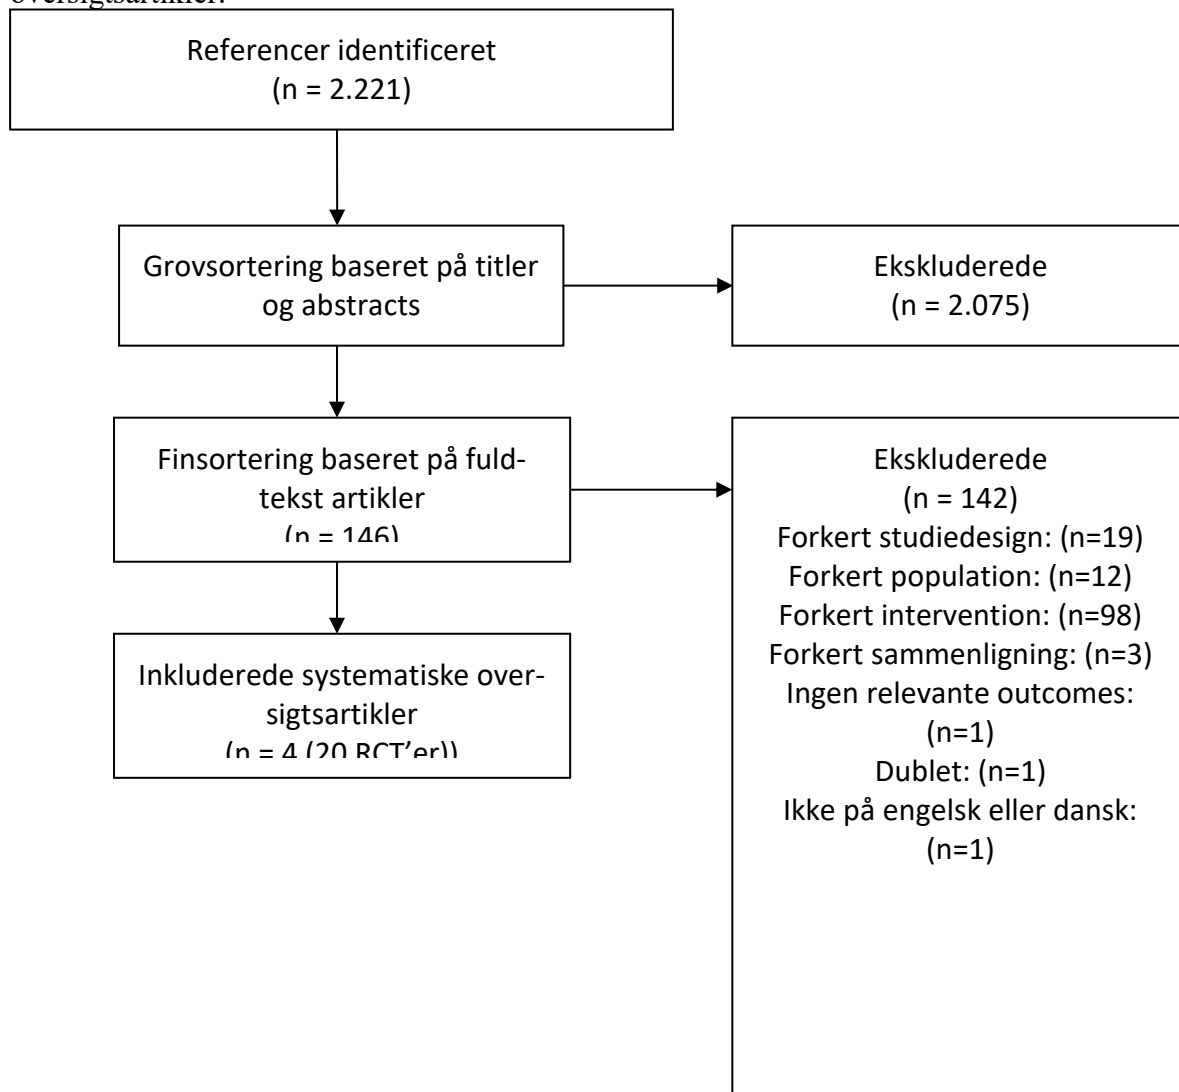 oversigtsartikler.
Referencer identificeret
(n = 2.221)
Grovsortering baseret på titler
og abstracts
Ekskluderede
(n = 2.075)
Finsortering baseret på fuld-
tekst artikler
(n = 146)
Ekskluderede
(n = 142)
Forkert studiedesign: (n=19)
Forkert population: (n=12)
Forkert intervention: (n=98)
Forkert sammenligning: (n=3)
Ingen relevante outcomes:
(n=1)
Dublet: (n=1)
Ikke på engelsk eller dansk:
(n=1)
Inkluderede systematiske over-
sigtsartikler
(n = 4 (20 RCT’er))